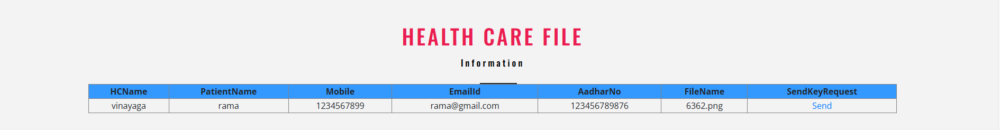 HEALTH CARE FILE
Information
HCName PatientName Mobile EmailId AadharNo FileName SendKeyRequest
vinayaga rama 1234567899 rama@gmail.com 123456789876 6362.png Send